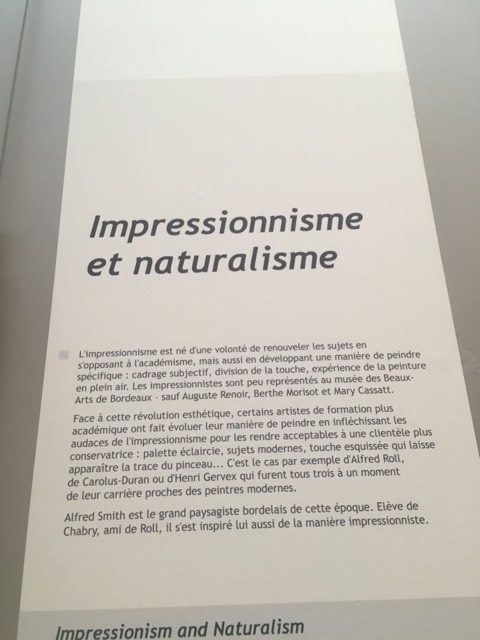 Impressionnisme
et naturalisme
L'impressionnisme est né d'une volonté de renouveler les sujets en
s'opposant à l'académisme, mais aussi en développant une manière de peindre
spécifique : cadrage subjectif, division de la touche, expérience de la peinture
en plein air. Les impressionnistes sont peu représentés au musée des Beaux-
Arts de Bordeaux - sauf Auguste Renoir, Berthe Morisot et Mary Cassatt.
Face à cette révolution esthétique, certains artistes de formation plus
académique ont fait évoluer leur manière de peindre en infléchissant les
audaces de l'impressionnisme pour les rendre acceptables à une clientèle plus
conservatrice : palette éclaircie, sujets modernes, touche esquissée qui laisse
apparaître la trace du pinceau... C'est le cas par exemple d'Alfred Roll,
de Carolus-Duran ou d'Henri Gervex qui furent tous trois à un moment
de leur carrière proches des peintres modernes.
Alfred Smith est le grand paysagiste bordelais de cette époque. Elève de
Chabry, ami de Roll, il s'est inspiré lui aussi de la manière impressionniste.
Impressionism and Naturalism